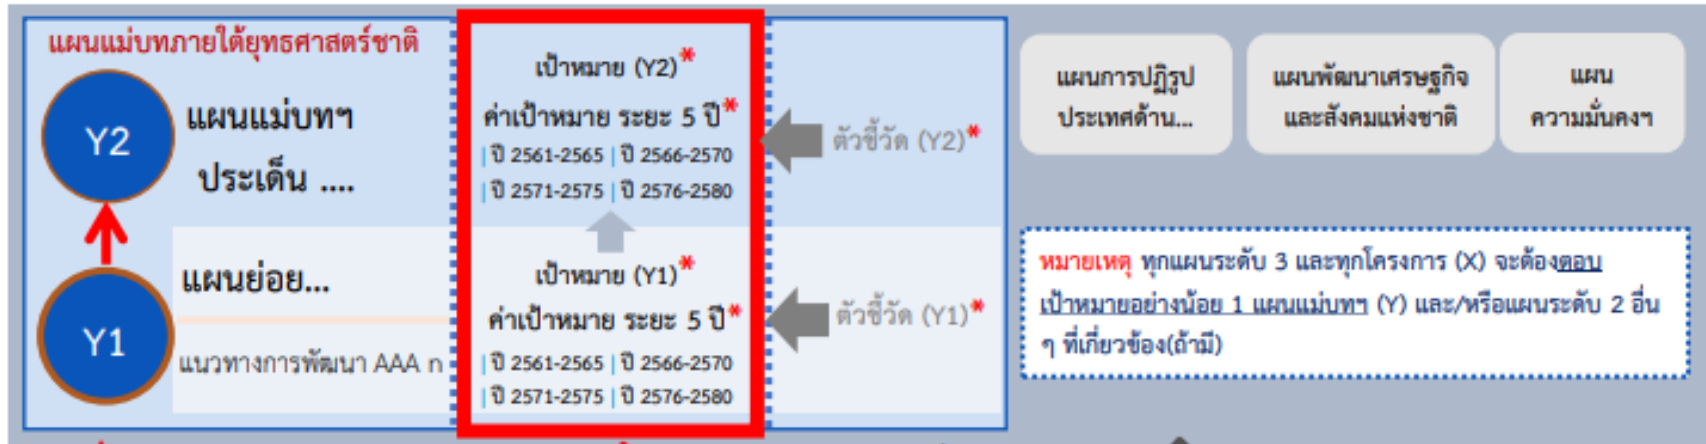 แผนแม่บทภายใต้ยุทธศาสตร์ชาติ
Y2
แผนแม่บทฯ
ประเด็น ....
เป้าหมาย (Y2)*
ค่าเป้าหมาย ระยะ 5 ปี*
| ปี 2561-2565 | ปี 2566-2570
| ปี 2571-2575 | ปี 2576-2580
ตัวชี้วัด (Y2)*
Y1
แผนย่อย...
แนวทางการพัฒนา AAA n
เป้าหมาย (Y1)*
ค่าเป้าหมาย ระยะ 5 ปี*
| ปี 2561-2565 | ปี 2566-2570
| ปี 2571-2575 | ปี 2576-2580
ตัวชี้วัด (Y1)*
แผนการปฏิรูป
ประเทศด้าน...
แผนพัฒนาเศรษฐกิจ
และสังคมแห่งชาติ
แผน
ความมั่นคงฯ
หมายเหตุ ทุกแผนระดับ 3 และทุกโครงการ (X) จะต้องตอบ
เป้าหมายอย่างน้อย 1 แผนแม่บทฯ (Y) และ/หรือแผนระดับ 2 อื่น
ๆ ที่เกี่ยวข้อง(ถ้ามี)